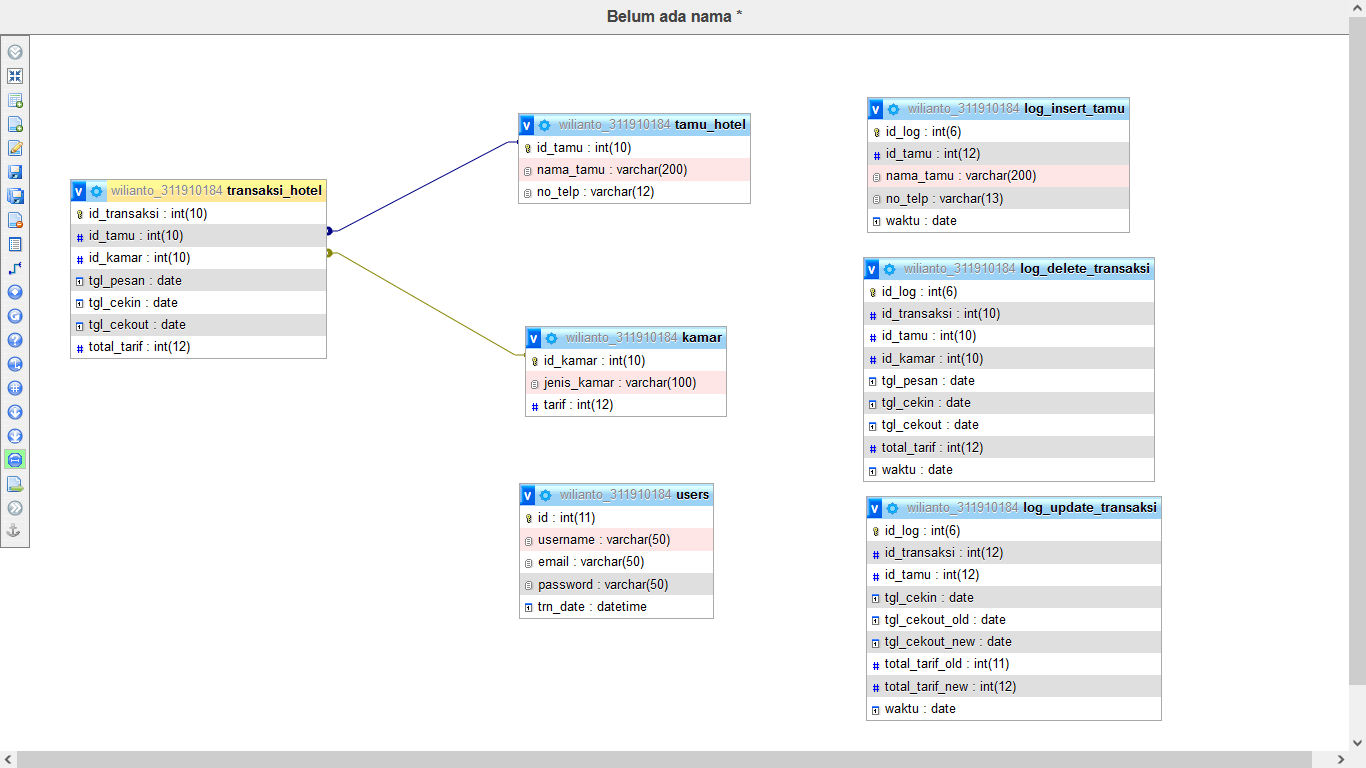 Belum ada nama *
wilianto_311910184 transaksi_hotel
id_transaksi : int(10)
id_tamu : int(10)
id_kamar : int(10)
tgl_pesan : date
tgl_cekin : date
tgl_cekout : date
total_tarif : int(12)
v wilianto_311910184 tamu_hotel
id_tamu : int(10)
nama_tamu : varchar(200)
no_telp : varchar(12)
v wilianto_311910184 kamar
id_kamar : int(10)
jenis_kamar : varchar(100)
tarif : int(12)
v wilianto_311910184 users
id : int(11)
username : varchar(50)
email : varchar(50)
password : varchar(50)
trn_date : datetime
v wilianto_311910184 log_insert_tamu
id_log : int(6)
id_tamu : int(12)
nama_tamu : varchar(200)
no_telp : varchar(13)
waktu : date
v wilianto_311910184 log_delete_transaksi
id_log : int(6)
id_transaksi : int(10)
id_tamu : int(10)
id_kamar : int(10)
tgl_pesan : date
tgl_cekin : date
tgl_cekout : date
total_tarif : int(12)
waktu : date
v wilianto_311910184 log_update_transaksi
id_log : int(6)
id_transaksi : int(12)
id_tamu : int(12)
tgl_cekin : date
tgl_cekout_old : date
tgl_cekout_new : date
total_tarif_old : int(11)
total_tarif_new : int(12)
waktu : date